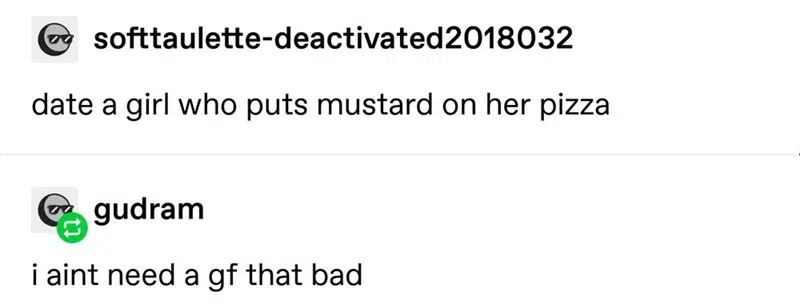 softtaulette-deactivated2018032
date a girl who puts mustard on her pizza
gudram
i aint need a gf that bad